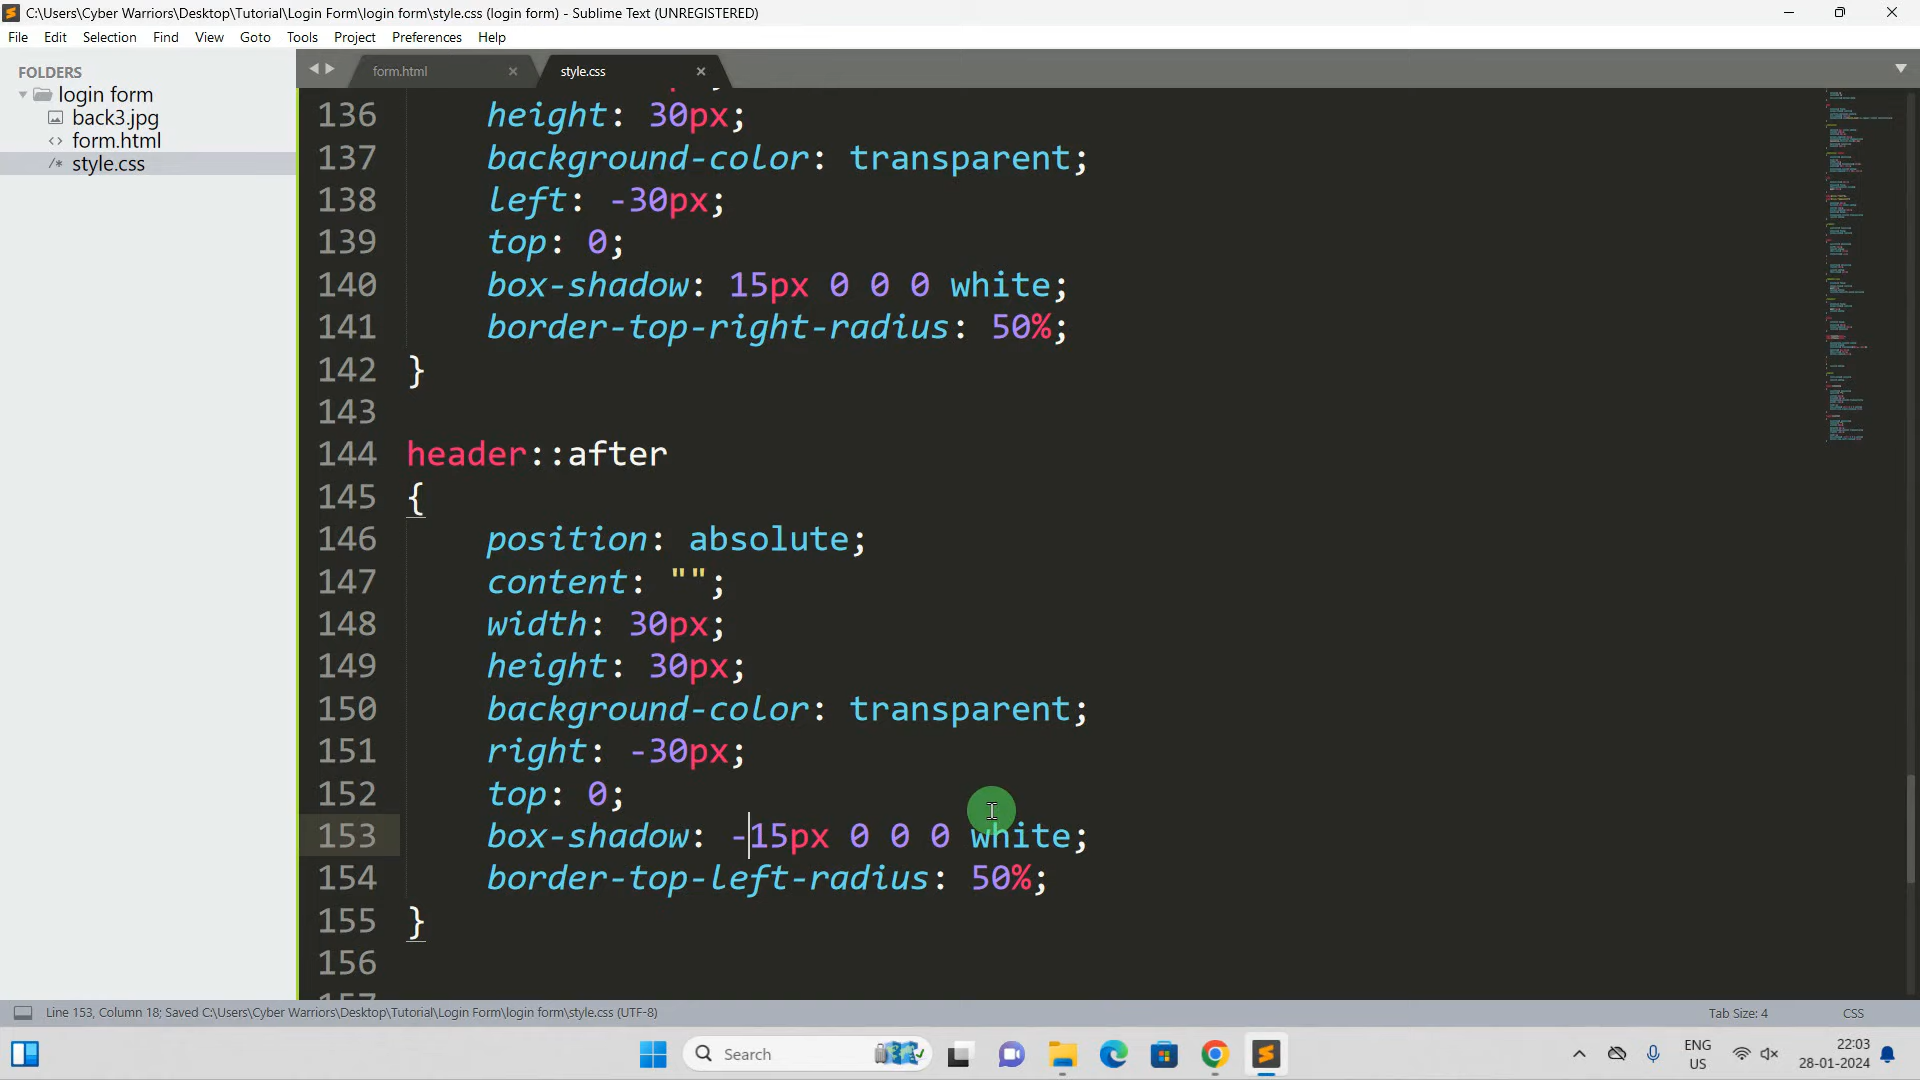 C:\Users\Cyber Warriors\Desktop\Tutorial\Login Form\login form\style.css (login form) - Sublime Text (UNREGISTERED)
File Edit Selection Find View Goto Tools Project Preferences Help
FOLDERS
login form
back3.jpg
<> form.html
/* style.css
form.html
style.css
136 height: 30px;
137 background-color: transparent;
138 left: -30px;
139 top: 0;
140 box-shadow: 15px 0 0 0 white;
141 border-top-right-radius: 50%;
142 }
143
144 header::after
145 {
146 position: absolute;
147 content: "";
148 width: 30px;
149 height: 30px;
150 background-color: transparent;
151 right: -30px;
152 top: 0;
153 box-shadow: -15px 0 0 0 white;
154 border-top-left-radius: 50%;
155 }
156
Line 153, Column 18; Saved C:\Users\Cyber Warriors\Desktop\Tutorial\Login Form\login form\style.css (UTF-8)
Tab Size: 4
CSS
Search
ENG
US
22:03
28-01-2024